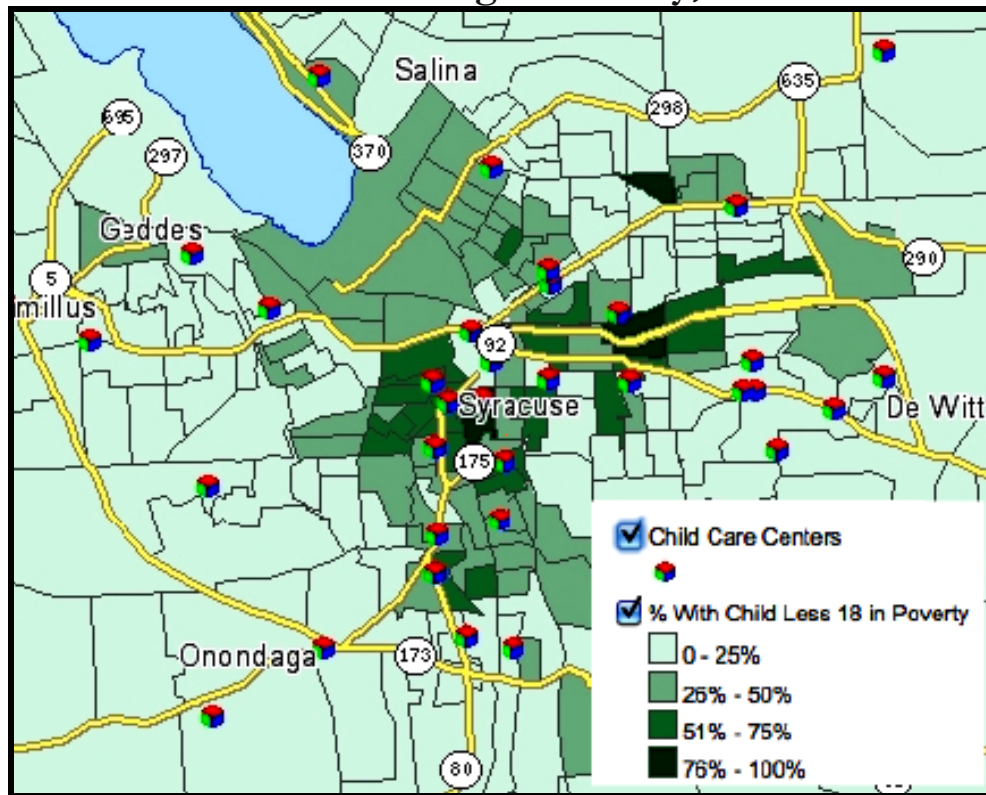 Salina
635
298
695
297
370
Geddes
5
290
millus
92
Syracuse
De Witt
175
Child Care Centers
% With Child Less 18 in Poverty
0 - 25%
26% - 50%
51% - 75%
76% - 100%
Onondaga
173
80